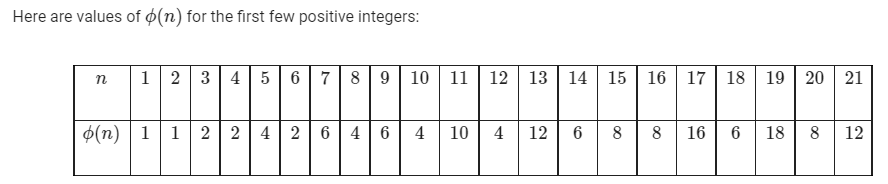 Here are values of ϕ(n) for the first few positive integers:
n 1 2 3 4 5 6 7 8 9 10 11 12 13 14 15 16 17 18 19 20 21
ϕ(n) 1 1 2 2 4 2 6 4 6 4 10 4 12 6 8 8 16 6 18 8 12